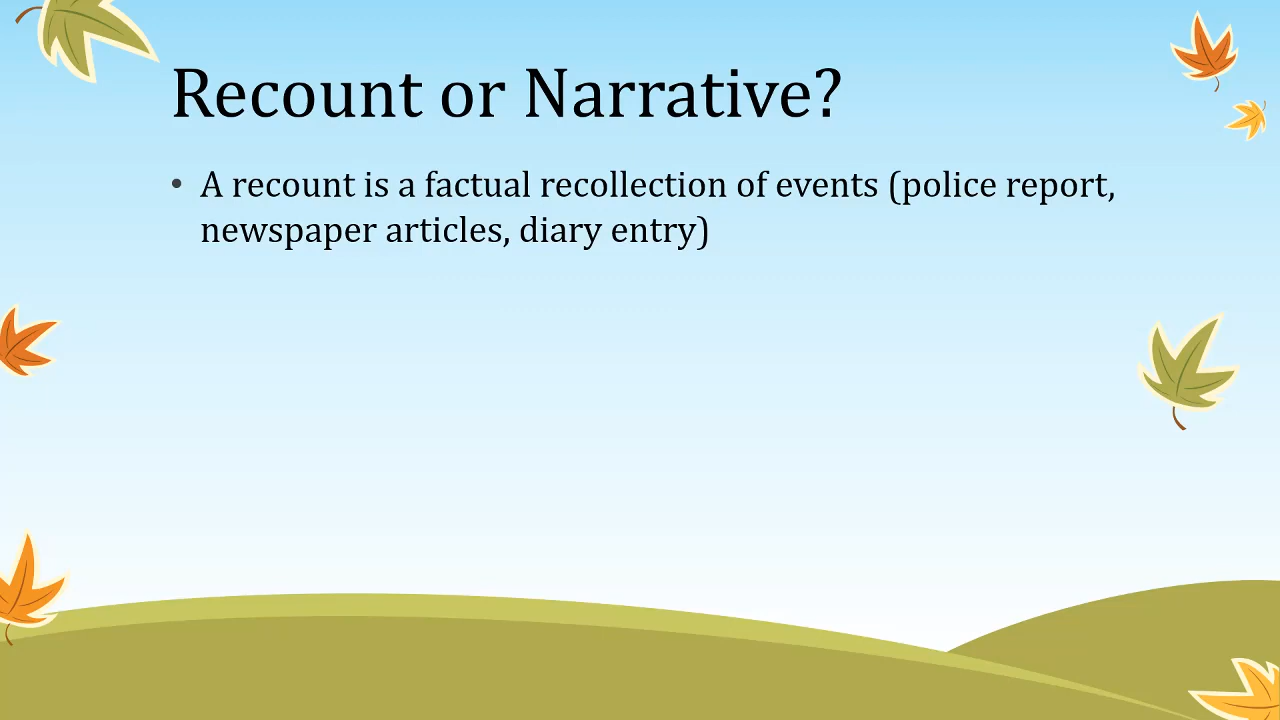 Recount or Narrative?
• A recount is a factual recollection of events (police report,
newspaper articles, diary entry)